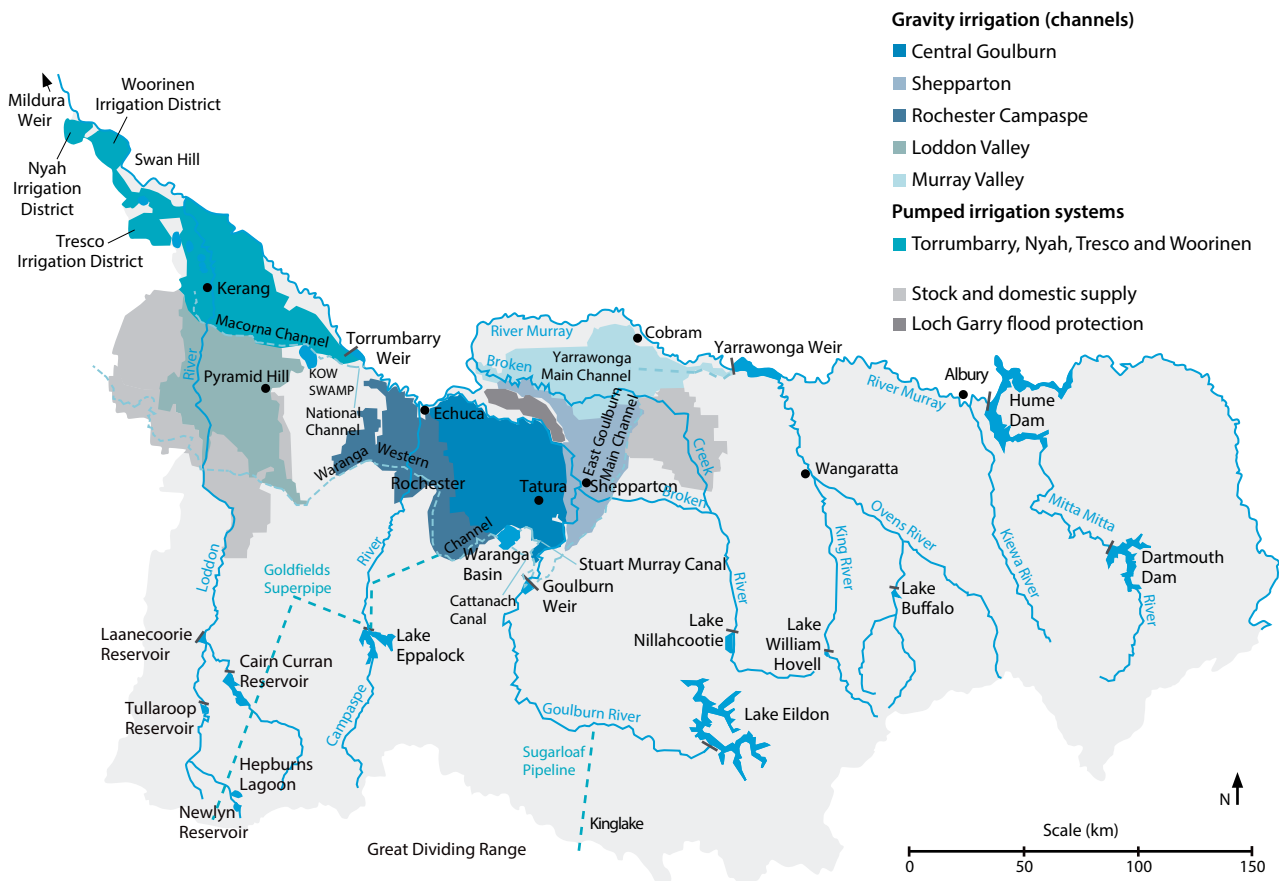 Gravity irrigation (channels)
Central Goulburn
Shepparton
Rochester Campaspe
Loddon Valley
Murray Valley
Pumped irrigation systems
Torrumbarry, Nyah, Tresco and Woorinen
Stock and domestic supply
Loch Garry flood protection
Mildura
Weir
Woorinen
Irrigation District
Swan Hill
Nyah
Irrigation
District
Tresco
Irrigation District
Kerang
Macorna Channel
Torrumbarry
Weir
River Murray
Cobram
Yarrawonga Weir
Broken
Yarrawonga
Main Channel
River
Pyramid Hill
KOW
SWAMP
National
Channel
Echuca
East Goulburn
Main Channel
River Murray
Albury
Hume
Dam
Waranga
Western
Rochester
Tatura
Shepparton
Creek
Broken
Wangaratta
Channel
Waranga
Basin
Stuart Murray Canal
Cattanach
Canal
Goulburn
Weir
Ovens River
King River
Kiewa River
Mitta Mitta
Dartmouth
Dam
River
Loddon
River
Goldfields
Superpipe
River
Lake
Buffalo
Laanecoorie
Reservoir
Lake
Eppalock
Lake
Nillahcootie
Lake
William
Hovell
Cairn Curran
Reservoir
Tullaroop
Reservoir
Campaspe
Goulburn River
Lake Eildon
Sugarloaf
Pipeline
Hepburns
Lagoon
Newlyn
Reservoir
Kinglake
Great Dividing Range
N
Scale (km)
0
50
100
150